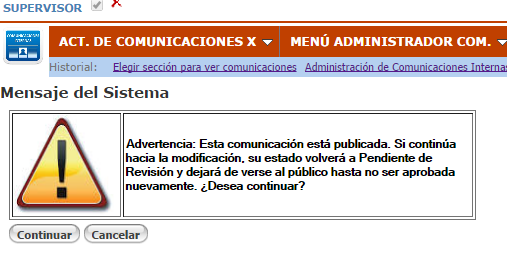 SUPERVISOR
COMUNICACIONES
INTERNAS
ACT. DE COMUNICACIONES X MENÚ ADMINISTRADOR COM.
Historial: Elegir sección para ver comunicaciones Administración de Comunicaciones Internas
Mensaje del Sistema
Advertencia: Esta comunicación está publicada. Si continúa
hacia la modificación, su estado volverá a Pendiente de
Revisión y dejará de verse al público hasta no ser aprobada
nuevamente. ¿Desea continuar?
Continuar Cancelar